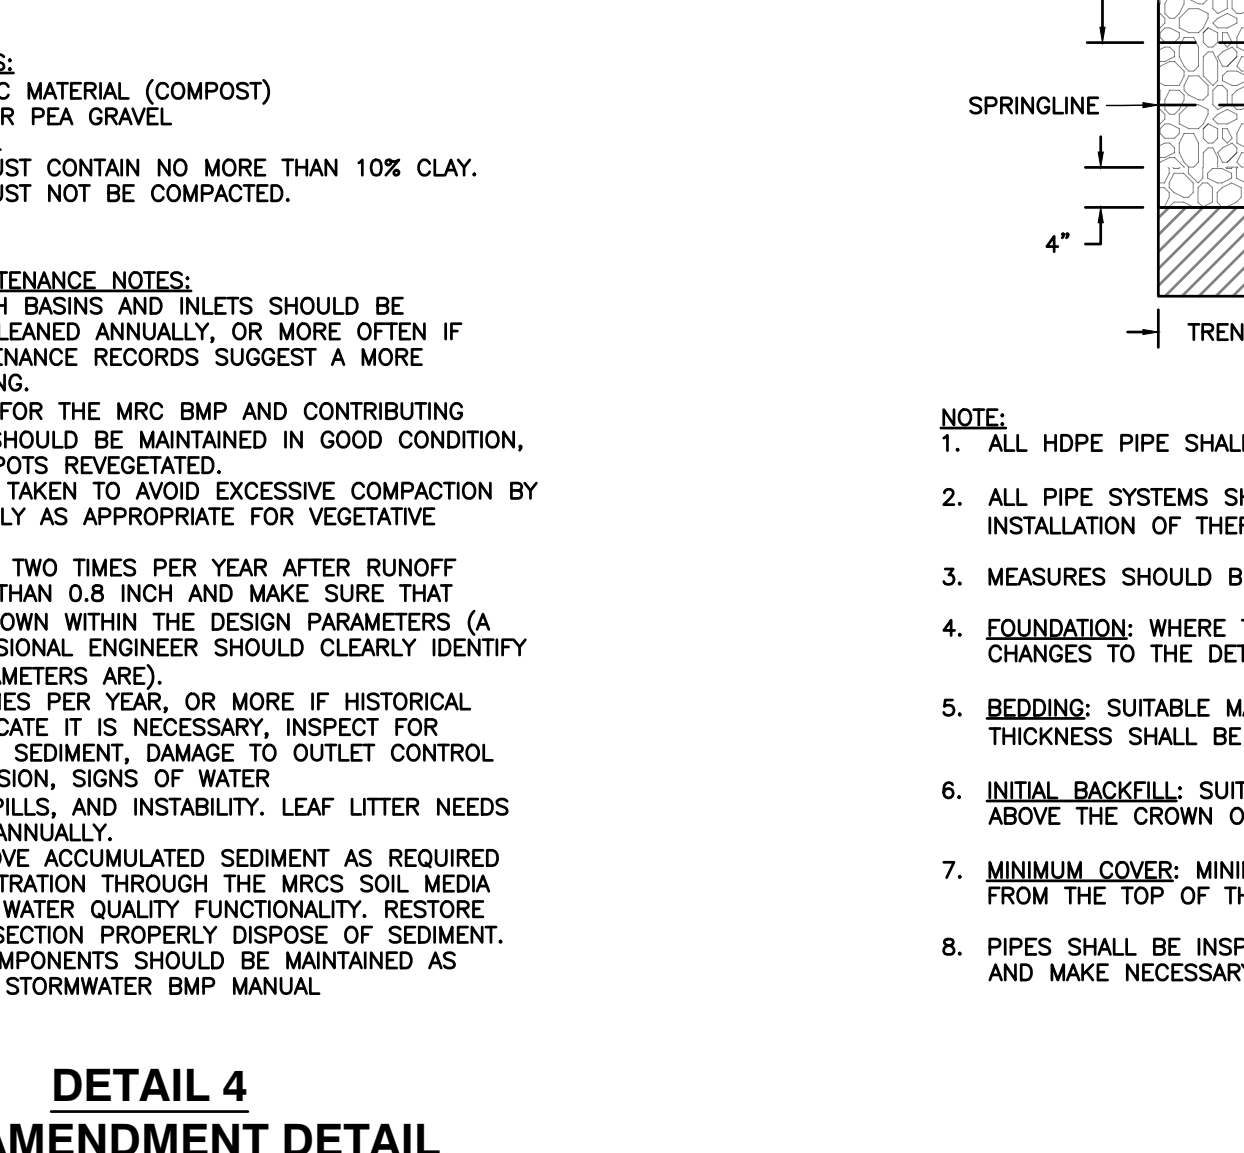 S:
C MATERIAL (COMPOST)
R PEA GRAVEL
UST CONTAIN NO MORE THAN 10% CLAY.
UST NOT BE COMPACTED.
TENANCE NOTES:
H BASINS AND INLETS SHOULD BE
LEANED ANNUALLY, OR MORE OFTEN IF
ENANCE RECORDS SUGGEST A MORE
NG.
FOR THE MRC BMP AND CONTRIBUTING
SHOULD BE MAINTAINED IN GOOD CONDITION,
POTS REVEGETATED.
TAKEN TO AVOID EXCESSIVE COMPACTION BY
LY AS APPROPRIATE FOR VEGETATIVE
TWO TIMES PER YEAR AFTER RUNOFF
THAN 0.8 INCH AND MAKE SURE THAT
OWN WITHIN THE DESIGN PARAMETERS (A
SIONAL ENGINEER SHOULD CLEARLY IDENTIFY
AMETERS ARE).
MES PER YEAR, OR MORE IF HISTORICAL
CATE IT IS NECESSARY, INSPECT FOR
SEDIMENT, DAMAGE TO OUTLET CONTROL
SION, SIGNS OF WATER
PILLS, AND INSTABILITY. LEAF LITTER NEEDS
ANNUALLY.
OVE ACCUMULATED SEDIMENT AS REQUIRED
TRATION THROUGH THE MRCS SOIL MEDIA
WATER QUALITY FUNCTIONALITY. RESTORE
SECTION PROPERLY DISPOSE OF SEDIMENT.
MPONENTS SHOULD BE MAINTAINED AS
STORMWATER BMP MANUAL
DETAIL 4
AMENDMENT DETAIL
SPRINGLINE
4"
TREN
NOTE:
1. ALL HDPE PIPE SHALL
2. ALL PIPE SYSTEMS SH
INSTALLATION OF THER
3. MEASURES SHOULD B
4. FOUNDATION: WHERE T
CHANGES TO THE DET
5. BEDDING: SUITABLE MA
THICKNESS SHALL BE
6. INITIAL BACKFILL: SUIT
ABOVE THE CROWN O
7. MINIMUM COVER: MINI
FROM THE TOP OF TH
8. PIPES SHALL BE INSP
AND MAKE NECESSARY